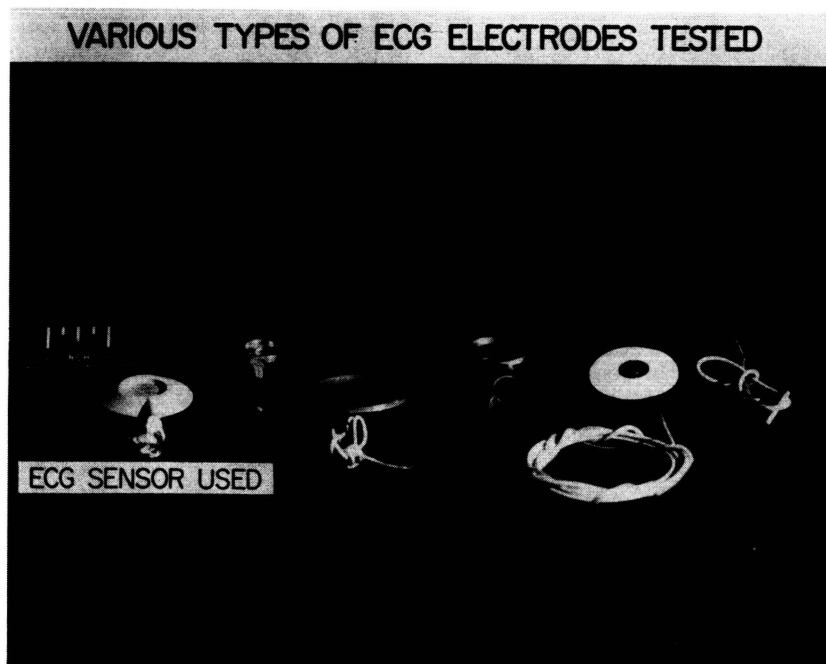 VARIOUS TYPES OF ECG ELECTRODES TESTED
ECG SENSOR USED